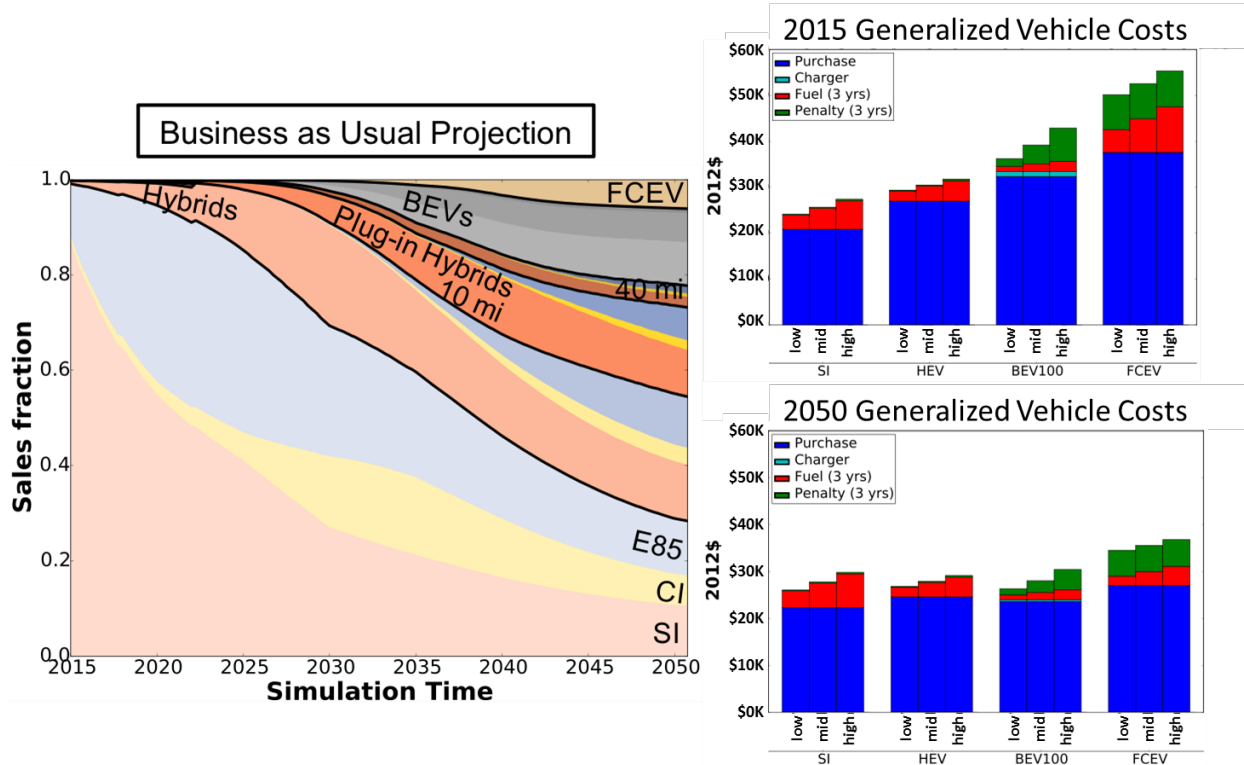 Business as Usual Projection
Sales fraction
1.0
0.8
0.6
0.4
0.2
0.0
Hybrids
Plug-in Hybrids
10 mi
BEVs
FCEV
40 mi
E85
CI
SI
2015 2020 2025 2030 2035 2040 2045 2050
Simulation Time
2015 Generalized Vehicle Costs
2012$
$60K
$50K
$40K
$30K
$20K
$10K
$0K
Purchase
Charger
Fuel (3 yrs)
Penalty (3 yrs)
low mid high low mid high low mid high low mid high
SI HEV BEV100 FCEV
2050 Generalized Vehicle Costs
2012$
$60K
$50K
$40K
$30K
$20K
$10K
$0K
Purchase
Charger
Fuel (3 yrs)
Penalty (3 yrs)
low mid high low mid high low mid high low mid high
SI HEV BEV100 FCEV